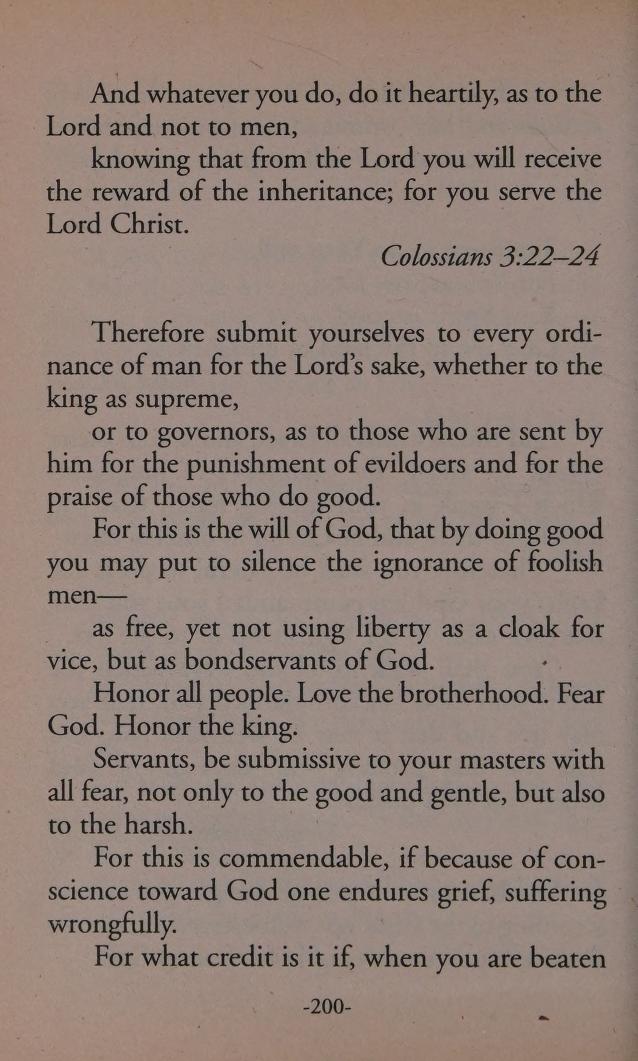 And whatever you do, do it heartily, as to the
Lord and not to men,
knowing that from the Lord you will receive
the reward of the inheritance; for you serve the
Lord Christ.
Colossians 3:22–24
Therefore submit yourselves to every ordi-
nance of man for the Lord's sake, whether to the
king as supreme,
or to governors, as to those who are sent by
him for the punishment of evildoers and for the
praise of those who do good.
For this is the will of God, that by doing good
you may put to silence the ignorance of foolish
men—
as free, yet not using liberty as a cloak for
vice, but as bondservants of God.
Honor all people. Love the brotherhood. Fear
God. Honor the king.
Servants, be submissive to your masters with
all fear, not only to the good and gentle, but also
to the harsh.
For this is commendable, if because of con-
science toward God one endures grief, suffering
wrongfully.
For what credit is it if, when you are beaten
-200-